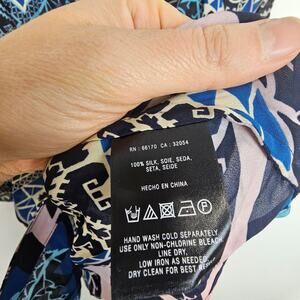 RN : 66170 CA : 32054
100% SILK, SOIE, SEDA,
SETA, SEIDE
HECHO EN CHINA
HAND WASH COLD SEPARATELY.
USE ONLY NON-CHLORINE BLEACH.
LINE DRY.
LOW IRON AS NEEDED.
DRY CLEAN FOR BEST RESULTS.